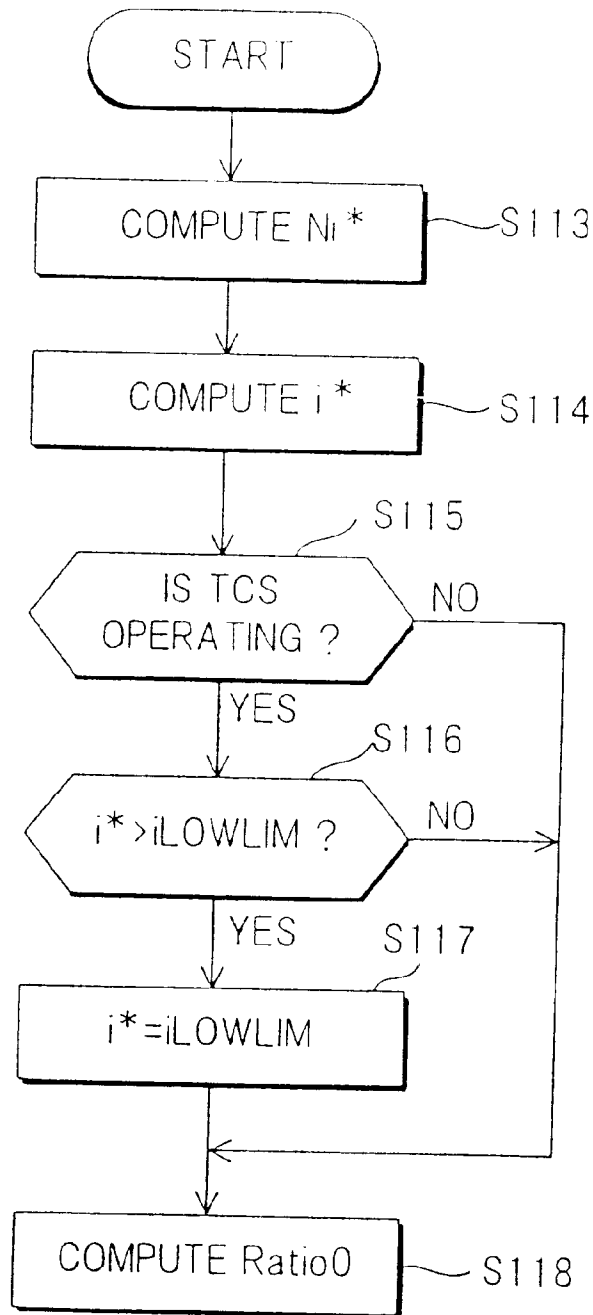 START
COMPUTE Ni*
S113
COMPUTE i*
S114
S115
IS TCS
OPERATING ?
NO
YES
S116
i*>iLOWLIM ?
NO
YES
S117
i*=iLOWLIM
COMPUTE Ratio0
S118